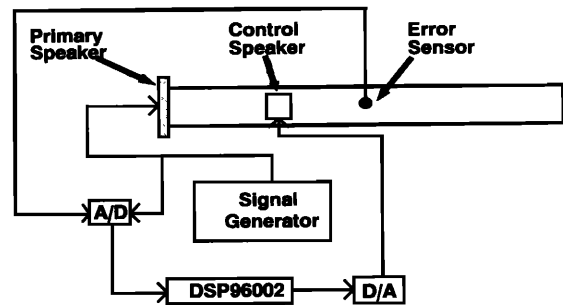 Primary
Speaker
Control
Speaker
Error
Sensor
A/D
Signal
Generator
DSP96002
D/A